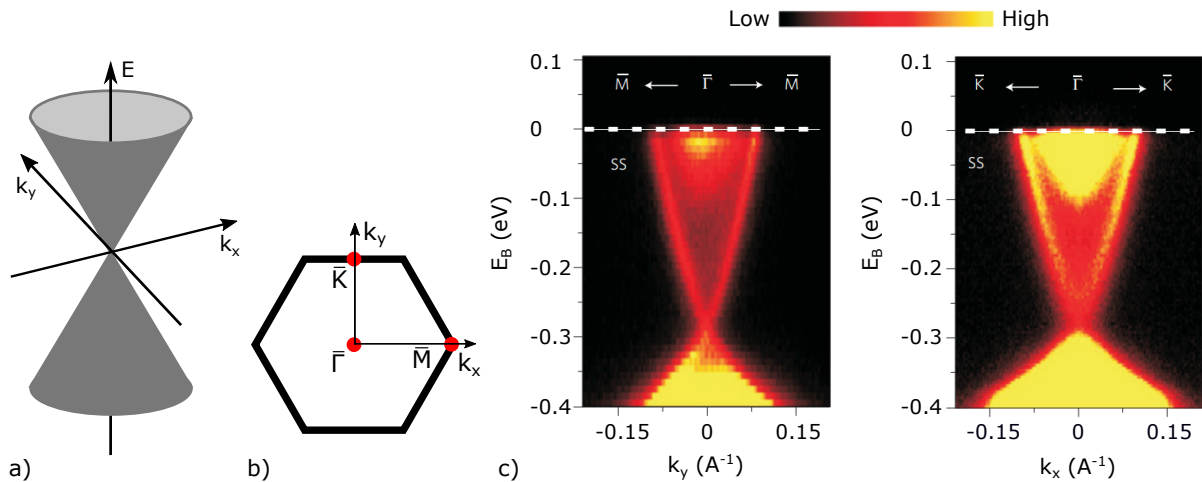 Low High
E
k_y
k_x
a)
k_y
K̄
Γ̄
M̄
k_x
b)
0.1
0
-0.1
-0.2
-0.3
-0.4
E_B (eV)
M̄ ← Γ̄ → M̄
SS
-0.15 0 0.15
k_y (A⁻¹)
c)
0.1
0
-0.1
-0.2
-0.3
-0.4
E_B (eV)
K̄ ← Γ̄ → K̄
SS
-0.15 0 0.15
k_x (A⁻¹)